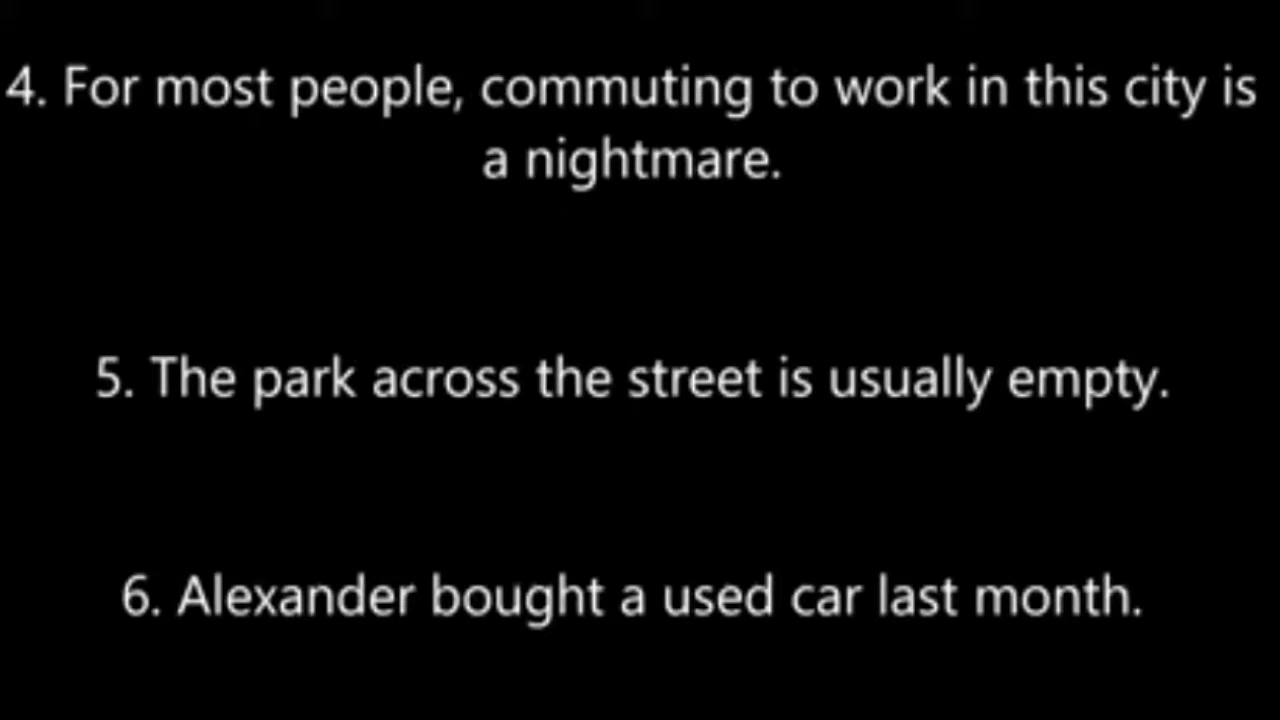 4. For most people, commuting to work in this city is
a nightmare.
5. The park across the street is usually empty.
6. Alexander bought a used car last month.